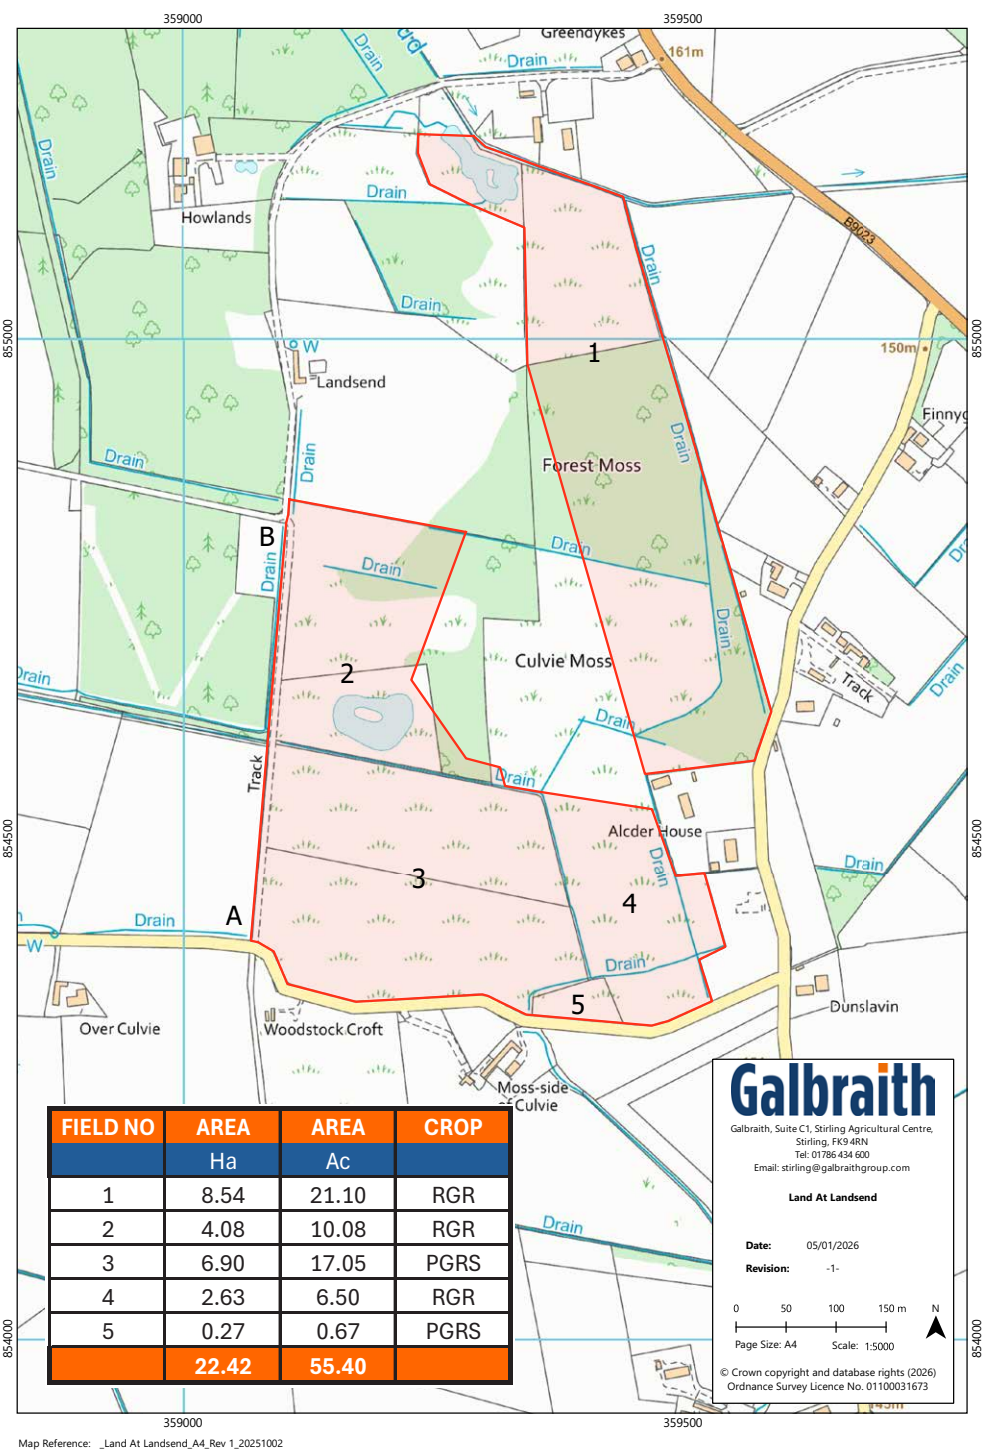 359000
359500
Greendykes
161m
Drain
Drain
Drain
Howlands
Drain
B9023
Drain
Drain
855000
855000
W
1
150m
Landsend
Drain
Drain
Drain
Forest Moss
B
Drain
Drain
Drain
Drain
2
Culvie Moss
Drain
Track
Drain
Drain
Drain
Track
854500
854500
Alcder House
Drain
Drain
3
4
A
Drain
W
Drain
5
Over Culvie
Woodstock Croft
Dunslavin
Moss-side
of Culvie
Drain
FIELD NO AREA AREA CROP
Ha Ac
1 8.54 21.10 RGR
2 4.08 10.08 RGR
3 6.90 17.05 PGRS
4 2.63 6.50 RGR
5 0.27 0.67 PGRS
22.42 55.40
Galbraith
Galbraith, Suite C1, Stirling Agricultural Centre,
Stirling, FK9 4RN
Tel: 01786 434 600
Email: stirling@galbraithgroup.com
Land At Landsend
Date: 05/01/2026
Revision: -1-
0 50 100 150 m N
Page Size: A4 Scale: 1:5000
© Crown copyright and database rights (2026)
Ordnance Survey Licence No. 01100031673
854000
854000
359000
359500
Map Reference: _Land At Landsend_A4_Rev 1_20251002